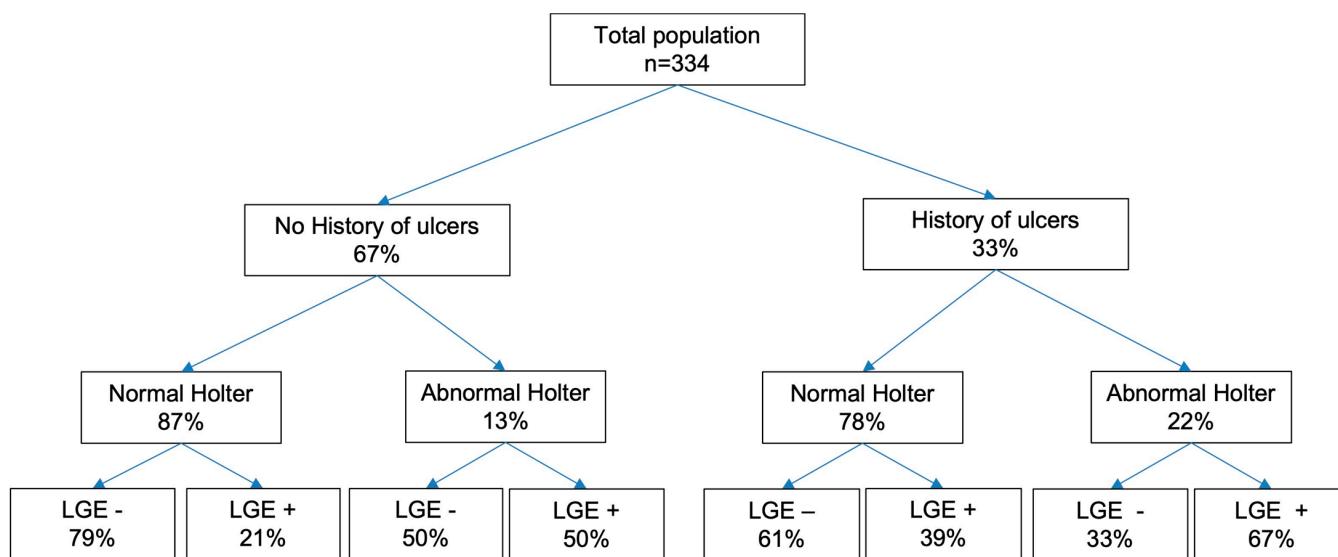 Total population
n=334
No History of ulcers
67%
History of ulcers
33%
Normal Holter
87%
Abnormal Holter
13%
Normal Holter
78%
Abnormal Holter
22%
LGE -
79%
LGE +
21%
LGE -
50%
LGE +
50%
LGE –
61%
LGE +
39%
LGE -
33%
LGE +
67%